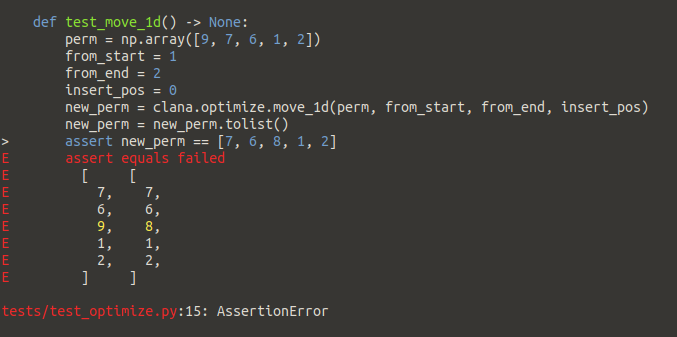 def test_move_1d() -> None:
    perm = np.array([9, 7, 6, 1, 2])
    from_start = 1
    from_end = 2
    insert_pos = 0
    new_perm = clana.optimize.move_1d(perm, from_start, from_end, insert_pos)
    new_perm = new_perm.tolist()
>       assert new_perm == [7, 6, 8, 1, 2]
E       assert equals failed
E         [     [
E           7,    7,
E           6,    6,
E           9,    8,
E           1,    1,
E           2,    2,
E         ]     ]
tests/test_optimize.py:15: AssertionError